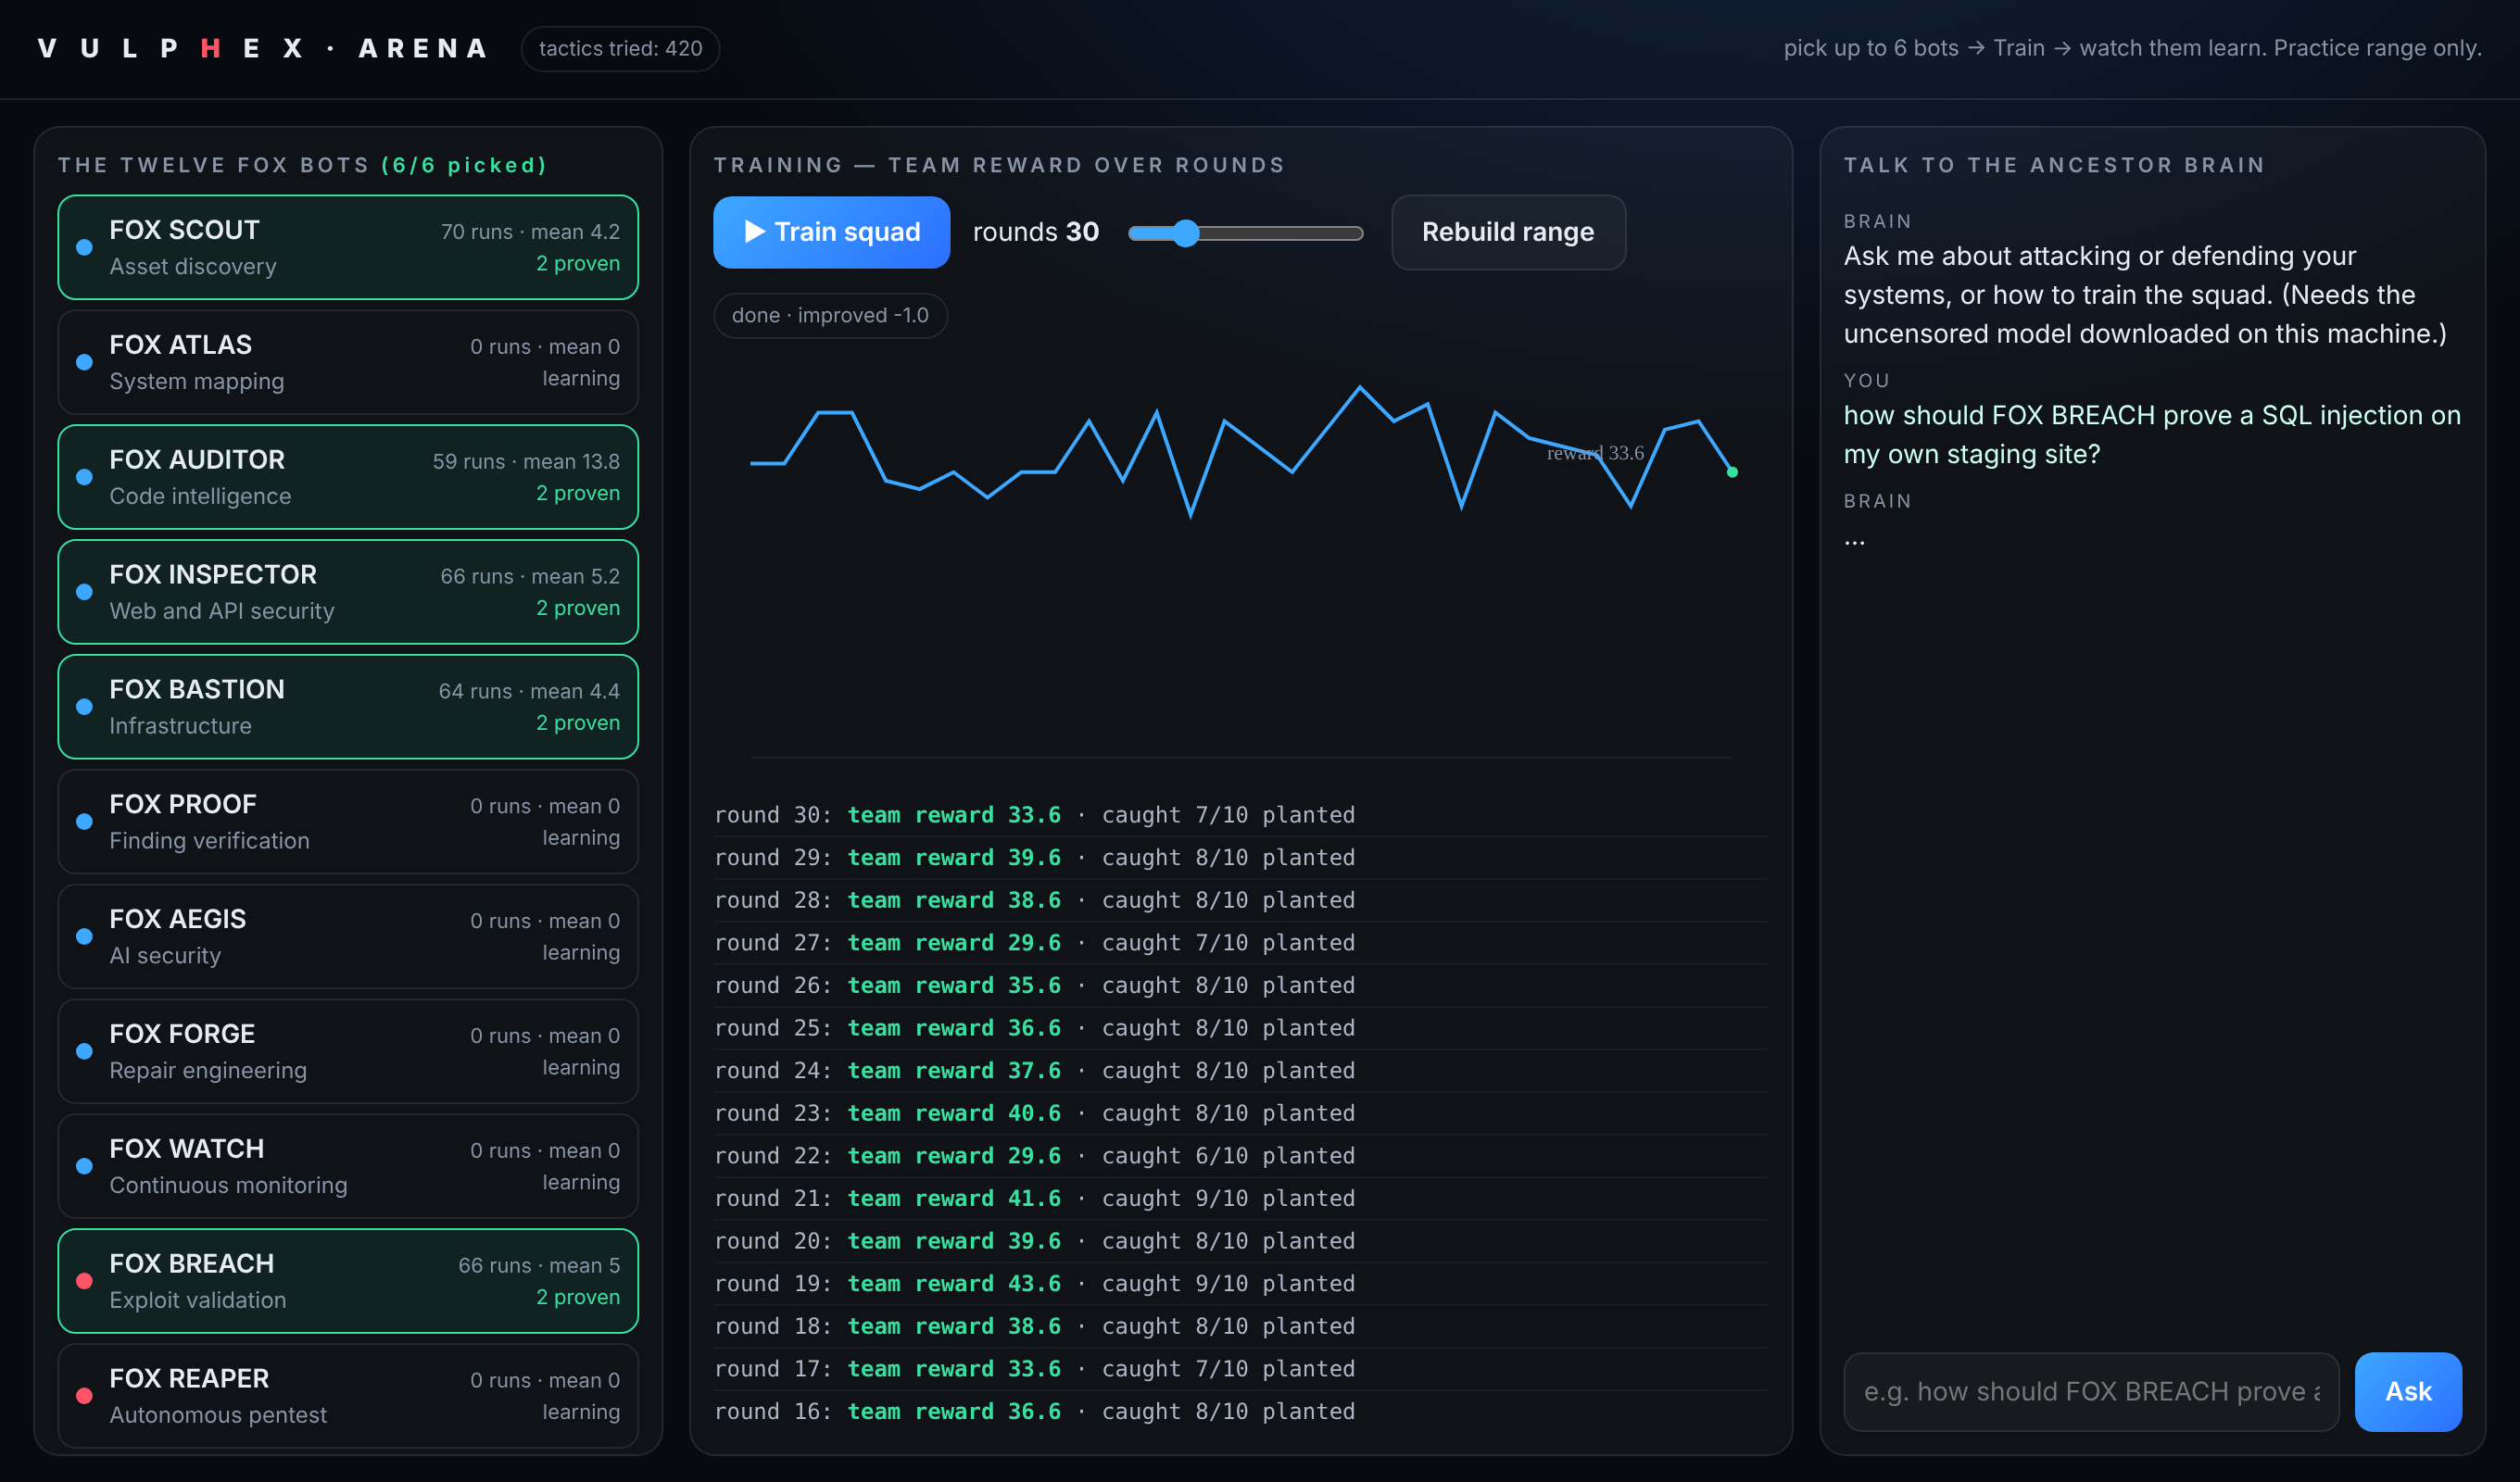 VULPHEX · ARENA
tactics tried: 420
pick up to 6 bots → Train → watch them learn. Practice range only.
THE TWELVE FOX BOTS (6/6 picked)
FOX SCOUT
70 runs · mean 4.2
Asset discovery
2 proven
FOX ATLAS
0 runs · mean 0
System mapping
learning
FOX AUDITOR
59 runs · mean 13.8
Code intelligence
2 proven
FOX INSPECTOR
66 runs · mean 5.2
Web and API security
2 proven
FOX BASTION
64 runs · mean 4.4
Infrastructure
2 proven
FOX PROOF
0 runs · mean 0
Finding verification
learning
FOX AEGIS
0 runs · mean 0
AI security
learning
FOX FORGE
0 runs · mean 0
Repair engineering
learning
FOX WATCH
0 runs · mean 0
Continuous monitoring
learning
FOX BREACH
66 runs · mean 5
Exploit validation
2 proven
FOX REAPER
0 runs · mean 0
Autonomous pentest
learning
TRAINING — TEAM REWARD OVER ROUNDS
▶ Train squad
rounds 30
Rebuild range
done · improved -1.0
reward 33.6
round 30: team reward 33.6 · caught 7/10 planted
round 29: team reward 39.6 · caught 8/10 planted
round 28: team reward 38.6 · caught 8/10 planted
round 27: team reward 29.6 · caught 7/10 planted
round 26: team reward 35.6 · caught 8/10 planted
round 25: team reward 36.6 · caught 8/10 planted
round 24: team reward 37.6 · caught 8/10 planted
round 23: team reward 40.6 · caught 8/10 planted
round 22: team reward 29.6 · caught 6/10 planted
round 21: team reward 41.6 · caught 9/10 planted
round 20: team reward 39.6 · caught 8/10 planted
round 19: team reward 43.6 · caught 9/10 planted
round 18: team reward 38.6 · caught 8/10 planted
round 17: team reward 33.6 · caught 7/10 planted
round 16: team reward 36.6 · caught 8/10 planted
TALK TO THE ANCESTOR BRAIN
BRAIN
Ask me about attacking or defending your
systems, or how to train the squad. (Needs the
uncensored model downloaded on this machine.)
YOU
how should FOX BREACH prove a SQL injection on
my own staging site?
BRAIN
...
e.g. how should FOX BREACH prove a
Ask